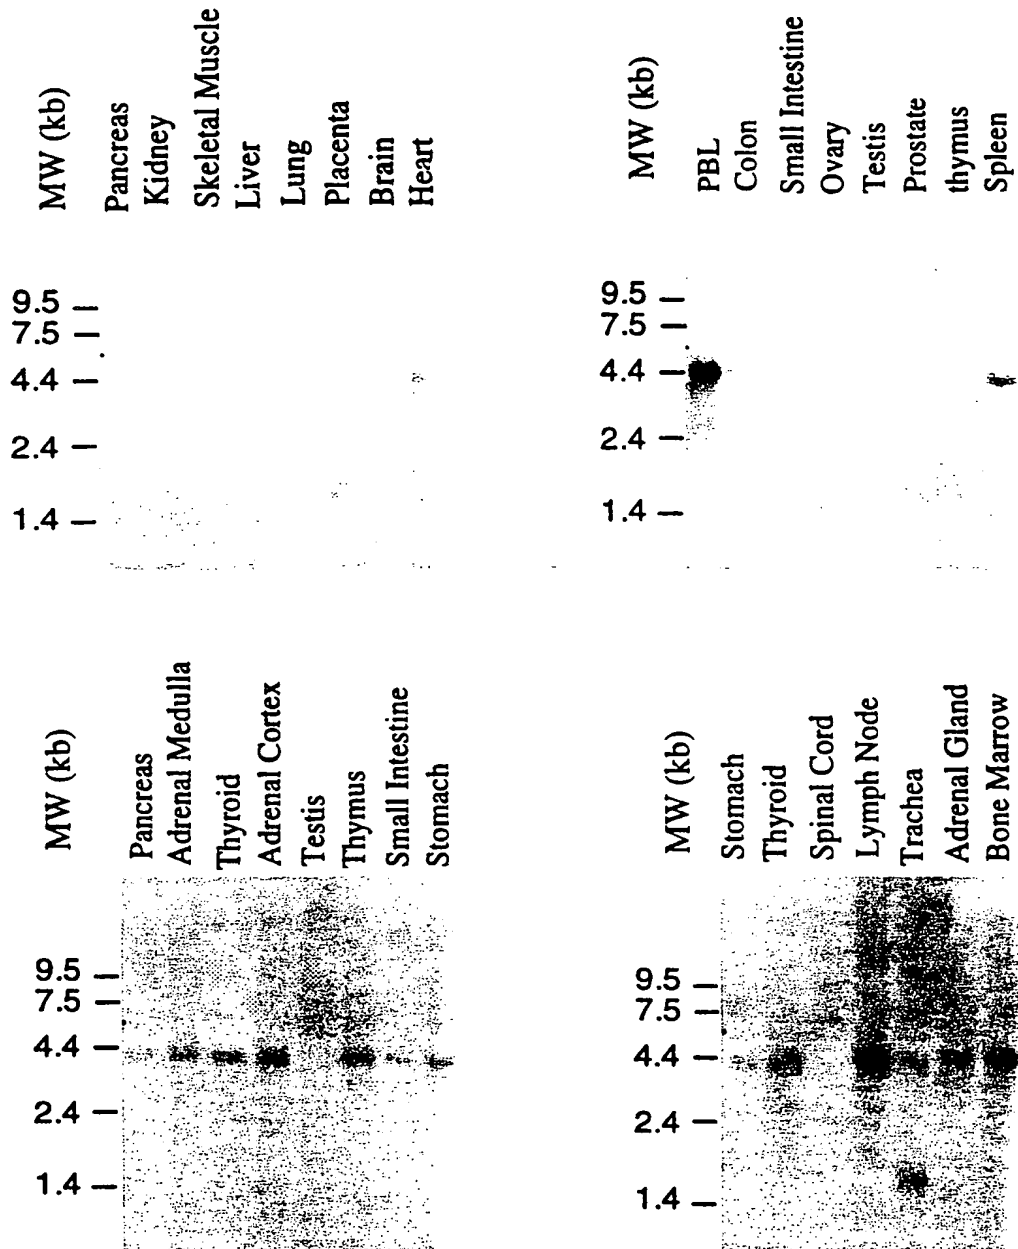 MW (kb)
Pancreas
Kidney
Skeletal Muscle
Liver
Lung
Placenta
Brain
Heart
9.5
7.5
4.4
2.4
1.4
MW (kb)
PBL
Colon
Small Intestine
Ovary
Testis
Prostate
thymus
Spleen
9.5
7.5
4.4
2.4
1.4
MW (kb)
Pancreas
Adrenal Medulla
Thyroid
Adrenal Cortex
Testis
Thymus
Small Intestine
Stomach
9.5
7.5
4.4
2.4
1.4
MW (kb)
Stomach
Thyroid
Spinal Cord
Lymph Node
Trachea
Adrenal Gland
Bone Marrow
9.5
7.5
4.4
2.4
1.4